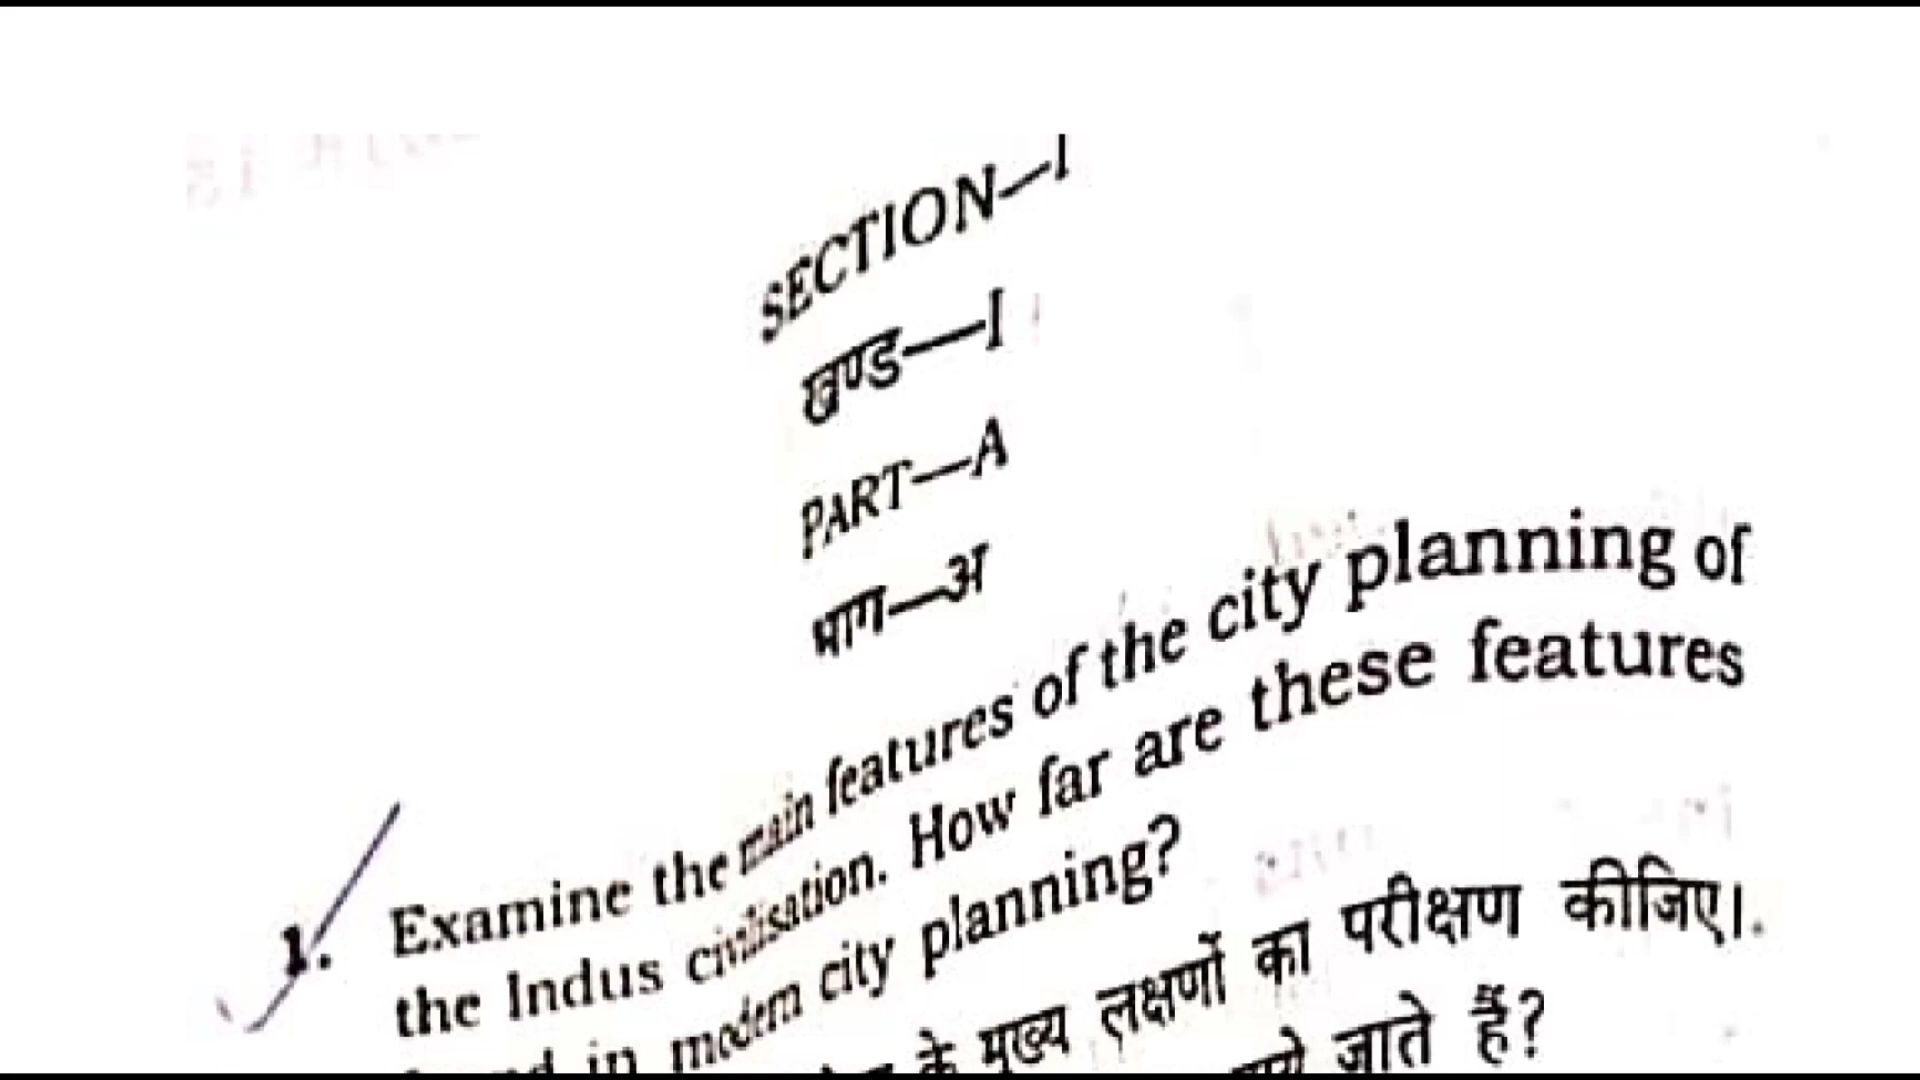 SECTION—I
खण्ड—I
PART—A
भाग—अ
1. Examine the main features of the city planning of
the Indus civilisation. How far are these features
in modern city planning?
के मुख्य लक्षणों का परीक्षण कीजिए।
जाते हैं?